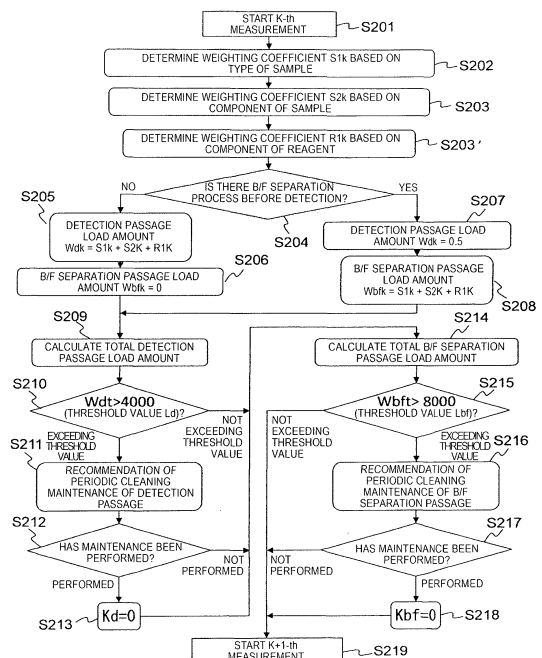 START K-th
MEASUREMENT
S201
DETERMINE WEIGHTING COEFFICIENT S1k BASED ON
TYPE OF SAMPLE
S202
DETERMINE WEIGHTING COEFFICIENT S2k BASED ON
COMPONENT OF SAMPLE
S203
DETERMINE WEIGHTING COEFFICIENT R1k BASED ON
COMPONENT OF REAGENT
S203'
IS THERE B/F SEPARATION
PROCESS BEFORE DETECTION?
NO
YES
S204
S205
DETECTION PASSAGE
LOAD AMOUNT
Wdk = S1k + S2K + R1K
S207
DETECTION PASSAGE LOAD
AMOUNT Wdk = 0.5
B/F SEPARATION PASSAGE LOAD
AMOUNT Wbfk = 0
S206
B/F SEPARATION PASSAGE
LOAD AMOUNT
Wbfk = S1k + S2K + R1K
S208
S209
CALCULATE TOTAL DETECTION
PASSAGE LOAD AMOUNT
S214
CALCULATE TOTAL B/F SEPARATION
PASSAGE LOAD AMOUNT
S210
Wdt>4000
(THRESHOLD VALUE Ld)?
NOT
EXCEEDING
THRESHOLD
VALUE
S215
Wbft> 8000
(THRESHOLD VALUE Lbf)?
NOT
EXCEEDING
THRESHOLD
VALUE
EXCEEDING
THRESHOLD
VALUE
S211
RECOMMENDATION OF
PERIODIC CLEANING
MAINTENANCE OF DETECTION
PASSAGE
EXCEEDING
THRESHOLD
VALUE
S216
RECOMMENDATION OF
PERIODIC CLEANING
MAINTENANCE OF B/F
SEPARATION PASSAGE
S212
HAS MAINTENANCE BEEN
PERFORMED?
NOT
PERFORMED
PERFORMED
S217
HAS MAINTENANCE BEEN
PERFORMED?
NOT
PERFORMED
PERFORMED
Kd=0
S213
Kbf=0
S218
START K+1-th
MEASUREMENT
S219